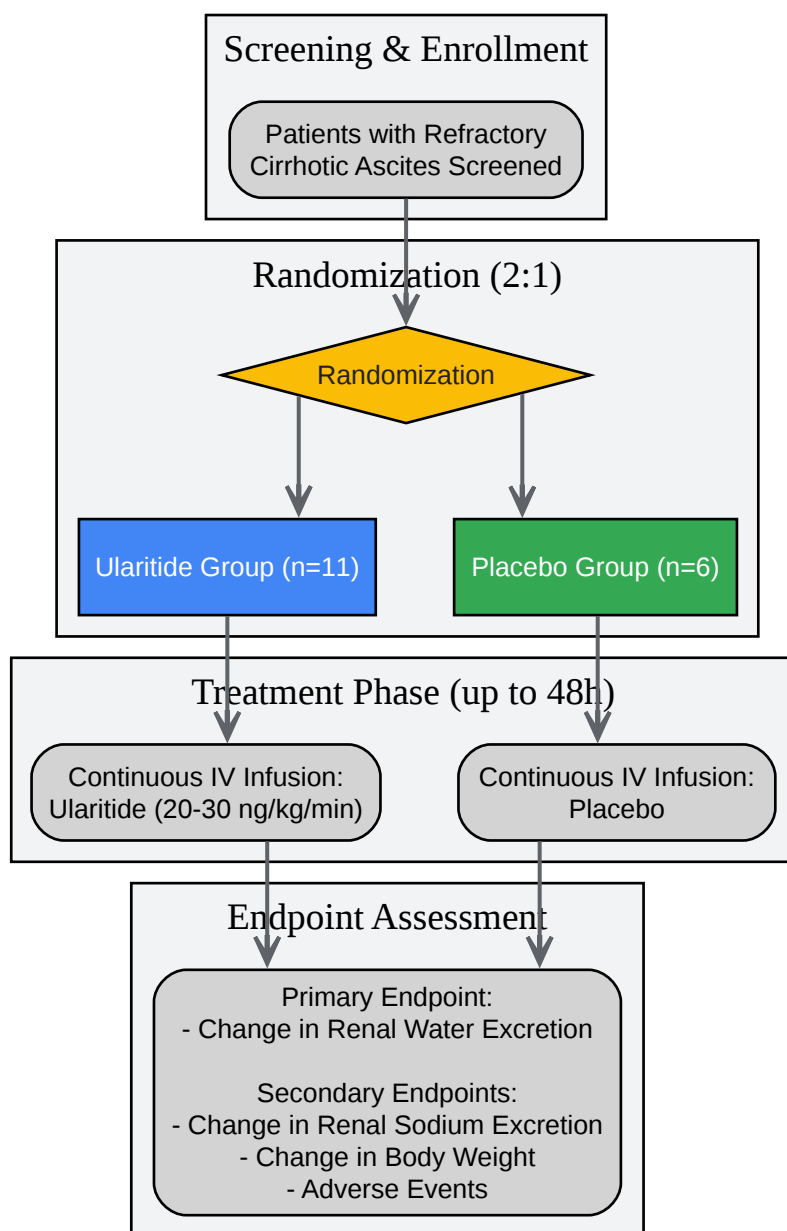 Screening & Enrollment
Patients with Refractory
Cirrhotic Ascites Screened
Randomization (2:1)
Randomization
Ularitide Group (n=11)
Placebo Group (n=6)
Treatment Phase (up to 48h)
Continuous IV Infusion:
Ularitide (20-30 ng/kg/min)
Continuous IV Infusion:
Placebo
Endpoint Assessment
Primary Endpoint:
- Change in Renal Water Excretion
Secondary Endpoints:
- Change in Renal Sodium Excretion
- Change in Body Weight
- Adverse Events